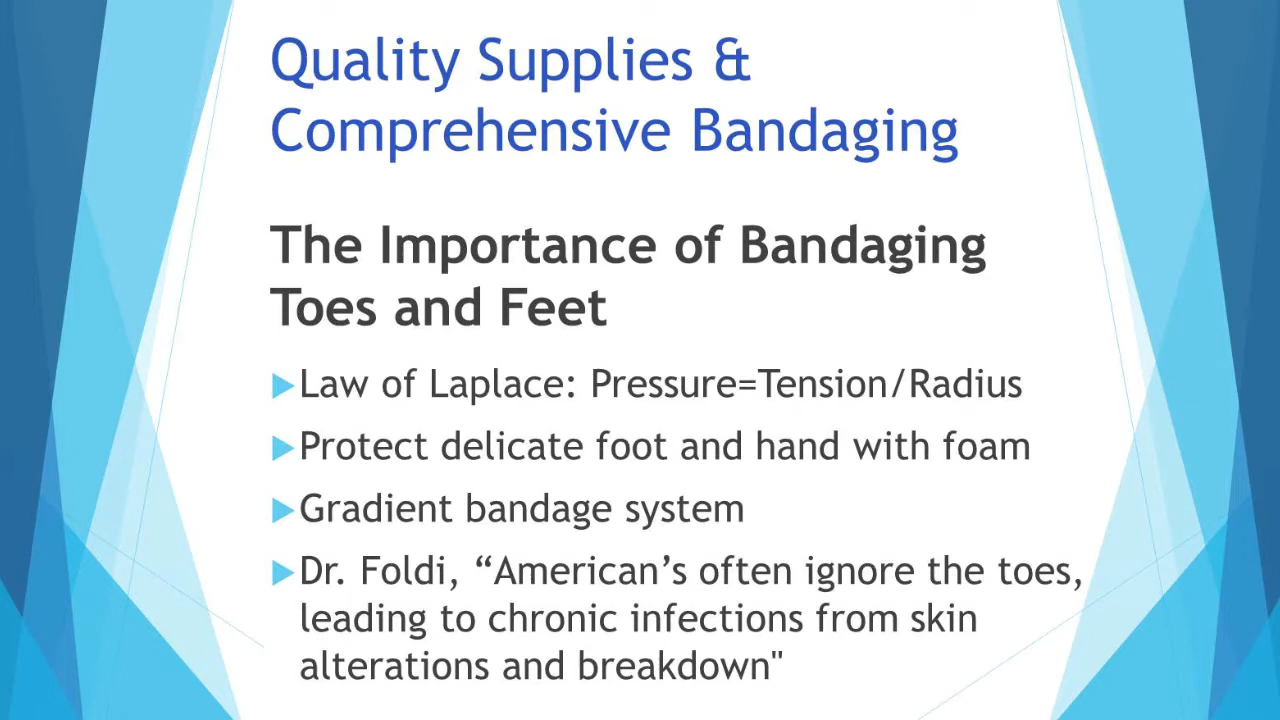 Quality Supplies &
Comprehensive Bandaging
The Importance of Bandaging
Toes and Feet
Law of Laplace: Pressure=Tension/Radius
Protect delicate foot and hand with foam
Gradient bandage system
Dr. Foldi, “American’s often ignore the toes,
leading to chronic infections from skin
alterations and breakdown"